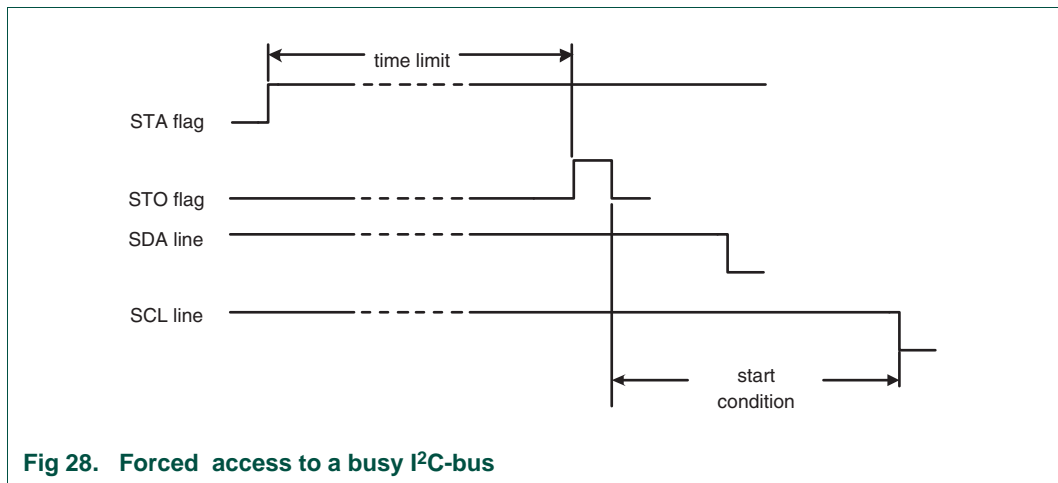 time limit
STA flag
STO flag
SDA line
SCL line
start
condition
Fig 28. Forced access to a busy I²C-bus